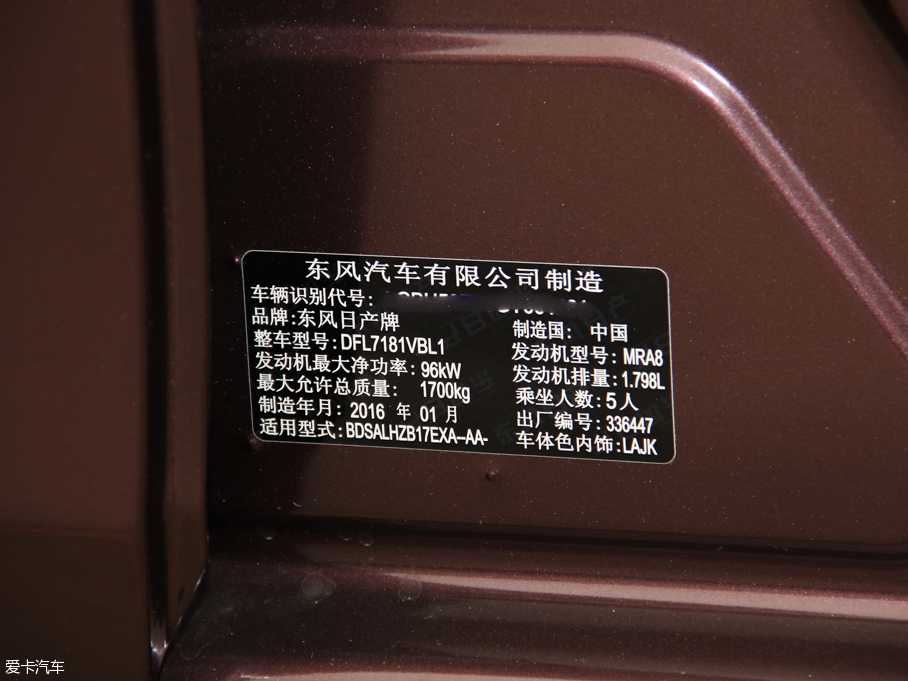 东风汽车有限公司制造
车辆识别代号:
品牌:东风日产牌 制造国: 中国
整车型号:DFL7181VBL1 发动机型号: MRA8
发动机最大净功率: 96kW 发动机排量: 1.798L
最大允许总质量: 1700kg 乘坐人数: 5人
制造年月: 2016 年 01 月 出厂编号: 336447
适用型式:BDSALHZB17EXA-AA- 车体色内饰:LAJK
爱卡汽车